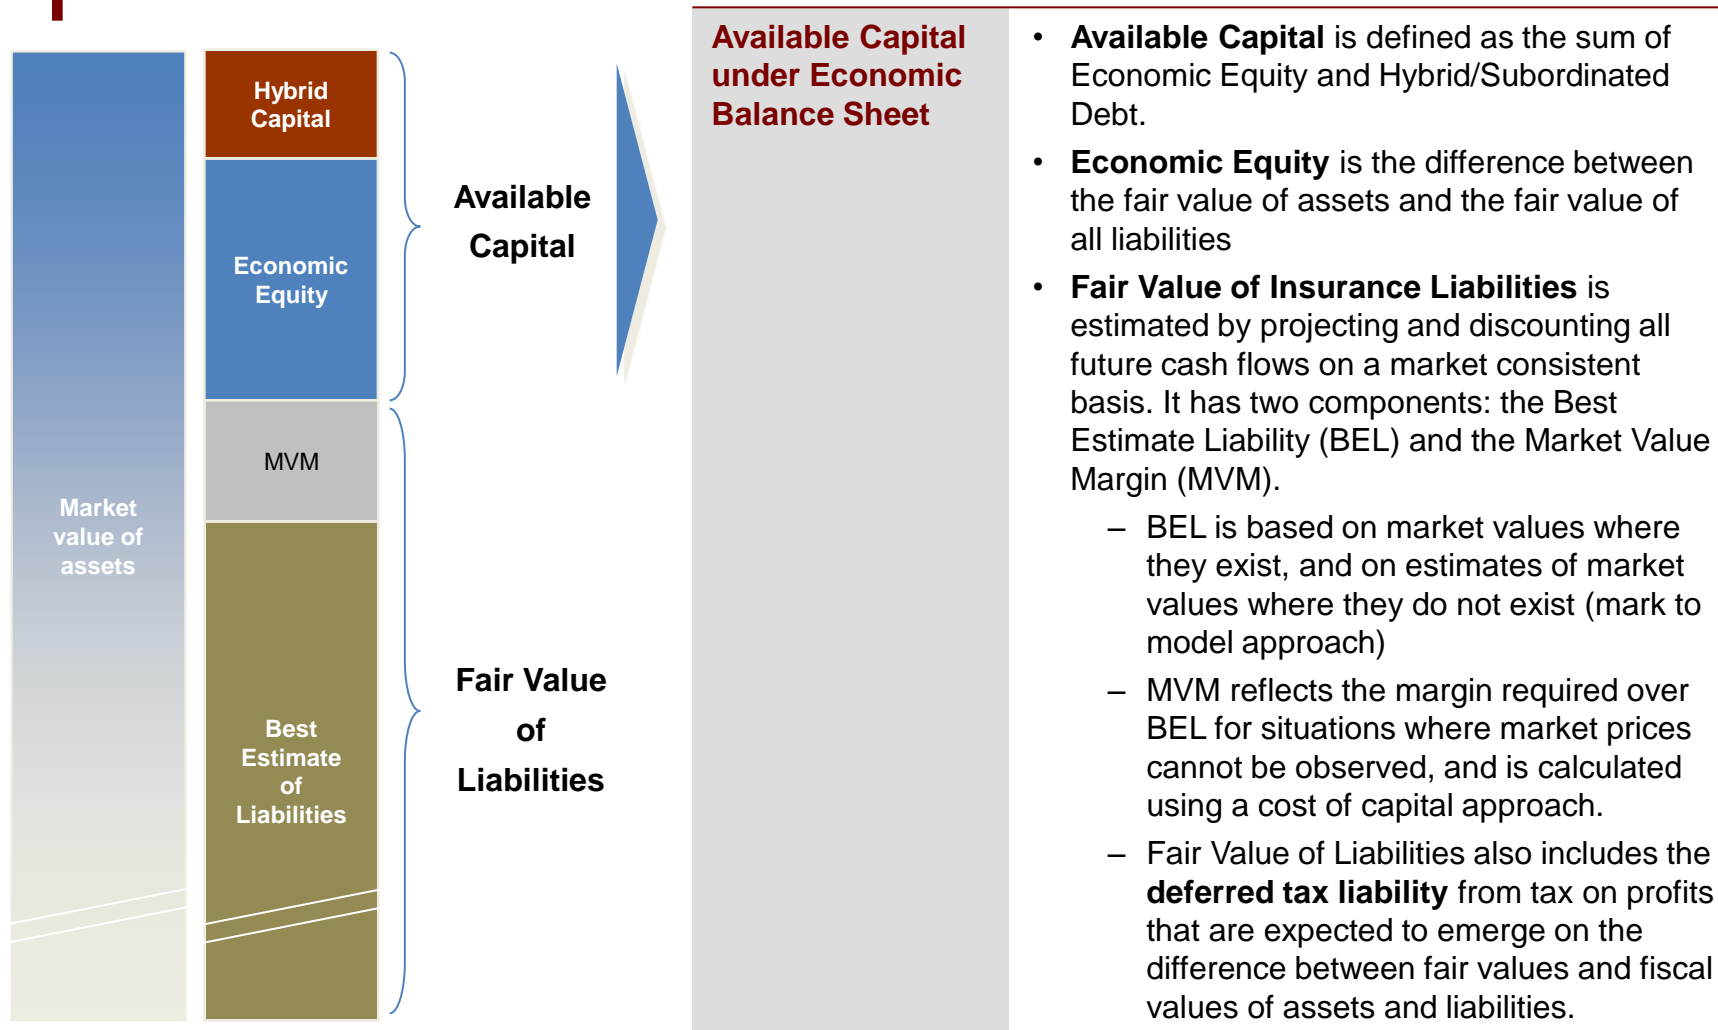 Market
value of
assets
Hybrid
Capital
Economic
Equity
MVM
Best
Estimate
of
Liabilities
Available
Capital
Fair Value
of
Liabilities
Available Capital
under Economic
Balance Sheet
• Available Capital is defined as the sum of
Economic Equity and Hybrid/Subordinated
Debt.
• Economic Equity is the difference between
the fair value of assets and the fair value of
all liabilities
• Fair Value of Insurance Liabilities is
estimated by projecting and discounting all
future cash flows on a market consistent
basis. It has two components: the Best
Estimate Liability (BEL) and the Market Value
Margin (MVM).
– BEL is based on market values where
they exist, and on estimates of market
values where they do not exist (mark to
model approach)
– MVM reflects the margin required over
BEL for situations where market prices
cannot be observed, and is calculated
using a cost of capital approach.
– Fair Value of Liabilities also includes the
deferred tax liability from tax on profits
that are expected to emerge on the
difference between fair values and fiscal
values of assets and liabilities.